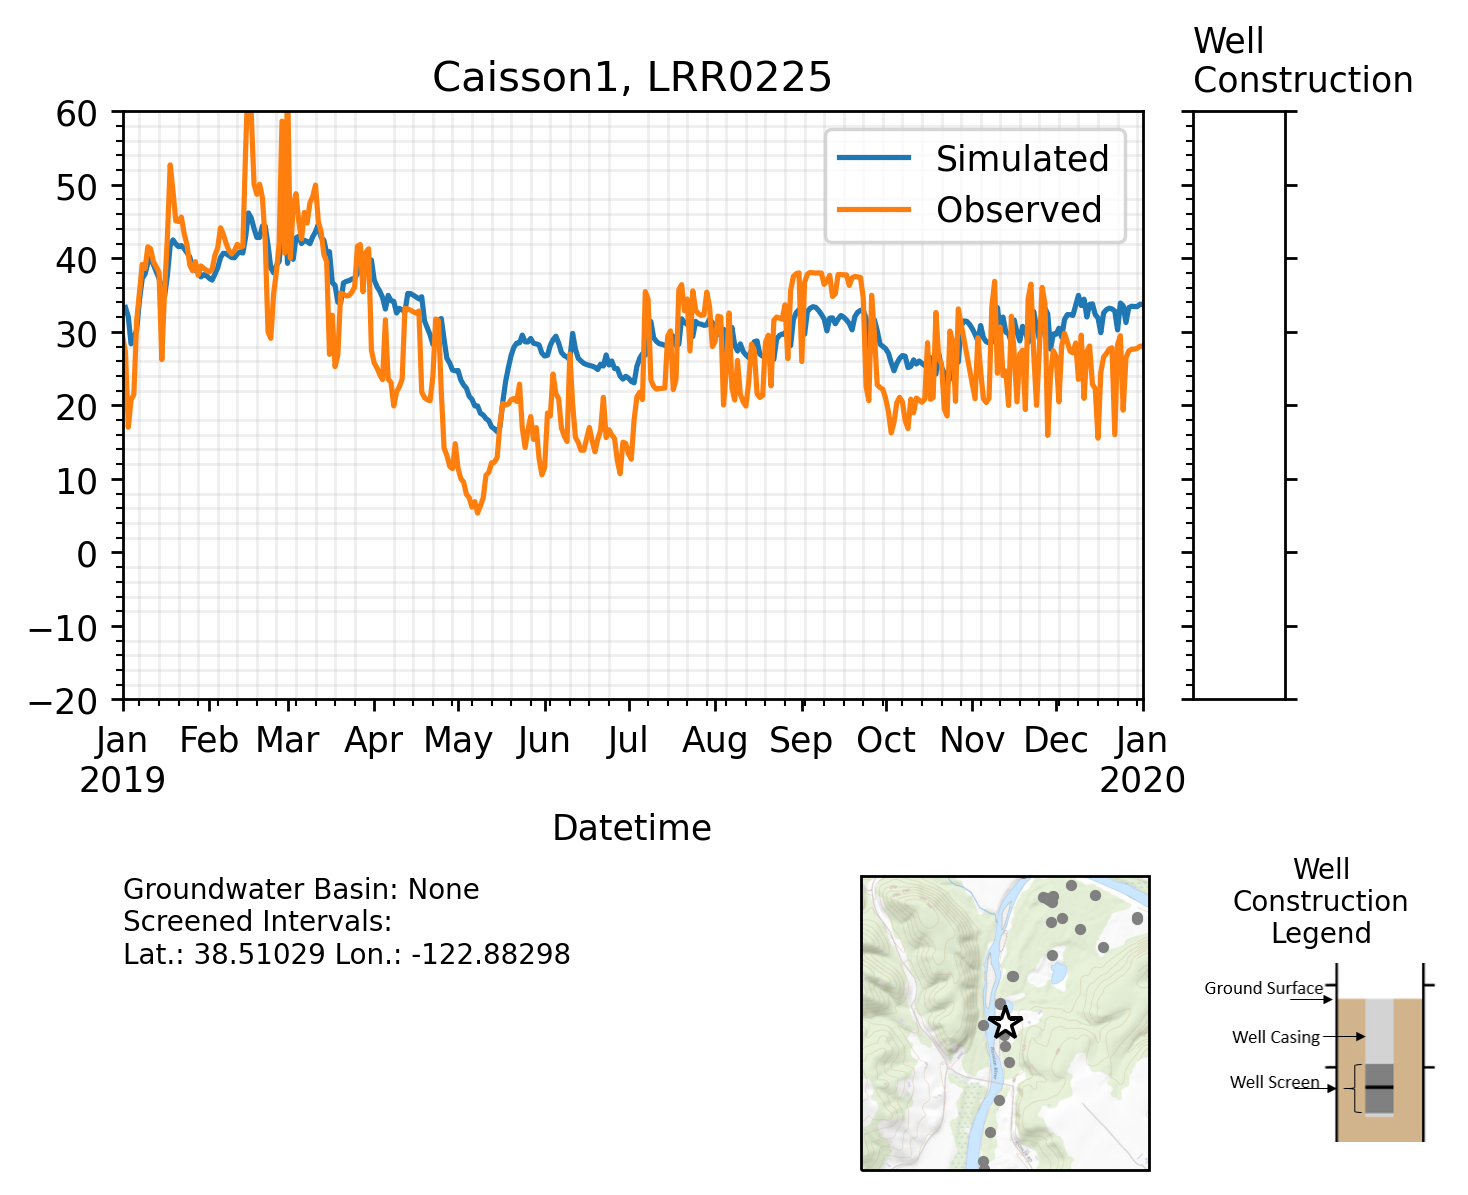 Well
Construction
Caisson1, LRR0225
60
50
40
30
20
10
0
−10
−20
Simulated
Observed
Jan Feb Mar Apr May Jun Jul Aug Sep Oct Nov Dec Jan
2019 2020
Datetime
Groundwater Basin: None
Screened Intervals:
Lat.: 38.51029 Lon.: -122.88298
Well
Construction
Legend
Ground Surface
Well Casing
Well Screen